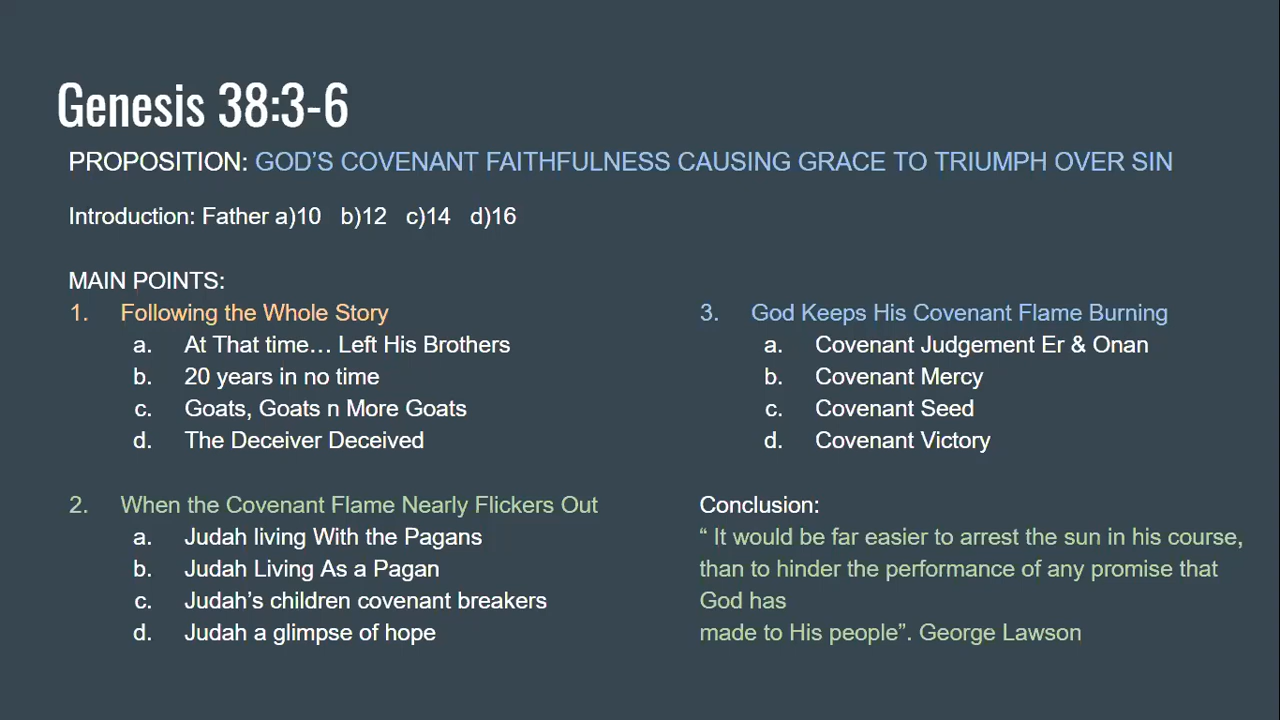 Genesis 38:3-6
PROPOSITION: GOD'S COVENANT FAITHFULNESS CAUSING GRACE TO TRIUMPH OVER SIN
Introduction: Father a)10 b)12 c)14 d)16
MAIN POINTS:
1. Following the Whole Story
a. At That time… Left His Brothers
b. 20 years in no time
c. Goats, Goats n More Goats
d. The Deceiver Deceived
2. When the Covenant Flame Nearly Flickers Out
a. Judah living With the Pagans
b. Judah Living As a Pagan
c. Judah's children covenant breakers
d. Judah a glimpse of hope
3. God Keeps His Covenant Flame Burning
a. Covenant Judgement Er & Onan
b. Covenant Mercy
c. Covenant Seed
d. Covenant Victory
Conclusion:
“ It would be far easier to arrest the sun in his course,
than to hinder the performance of any promise that
God has
made to His people”. George Lawson